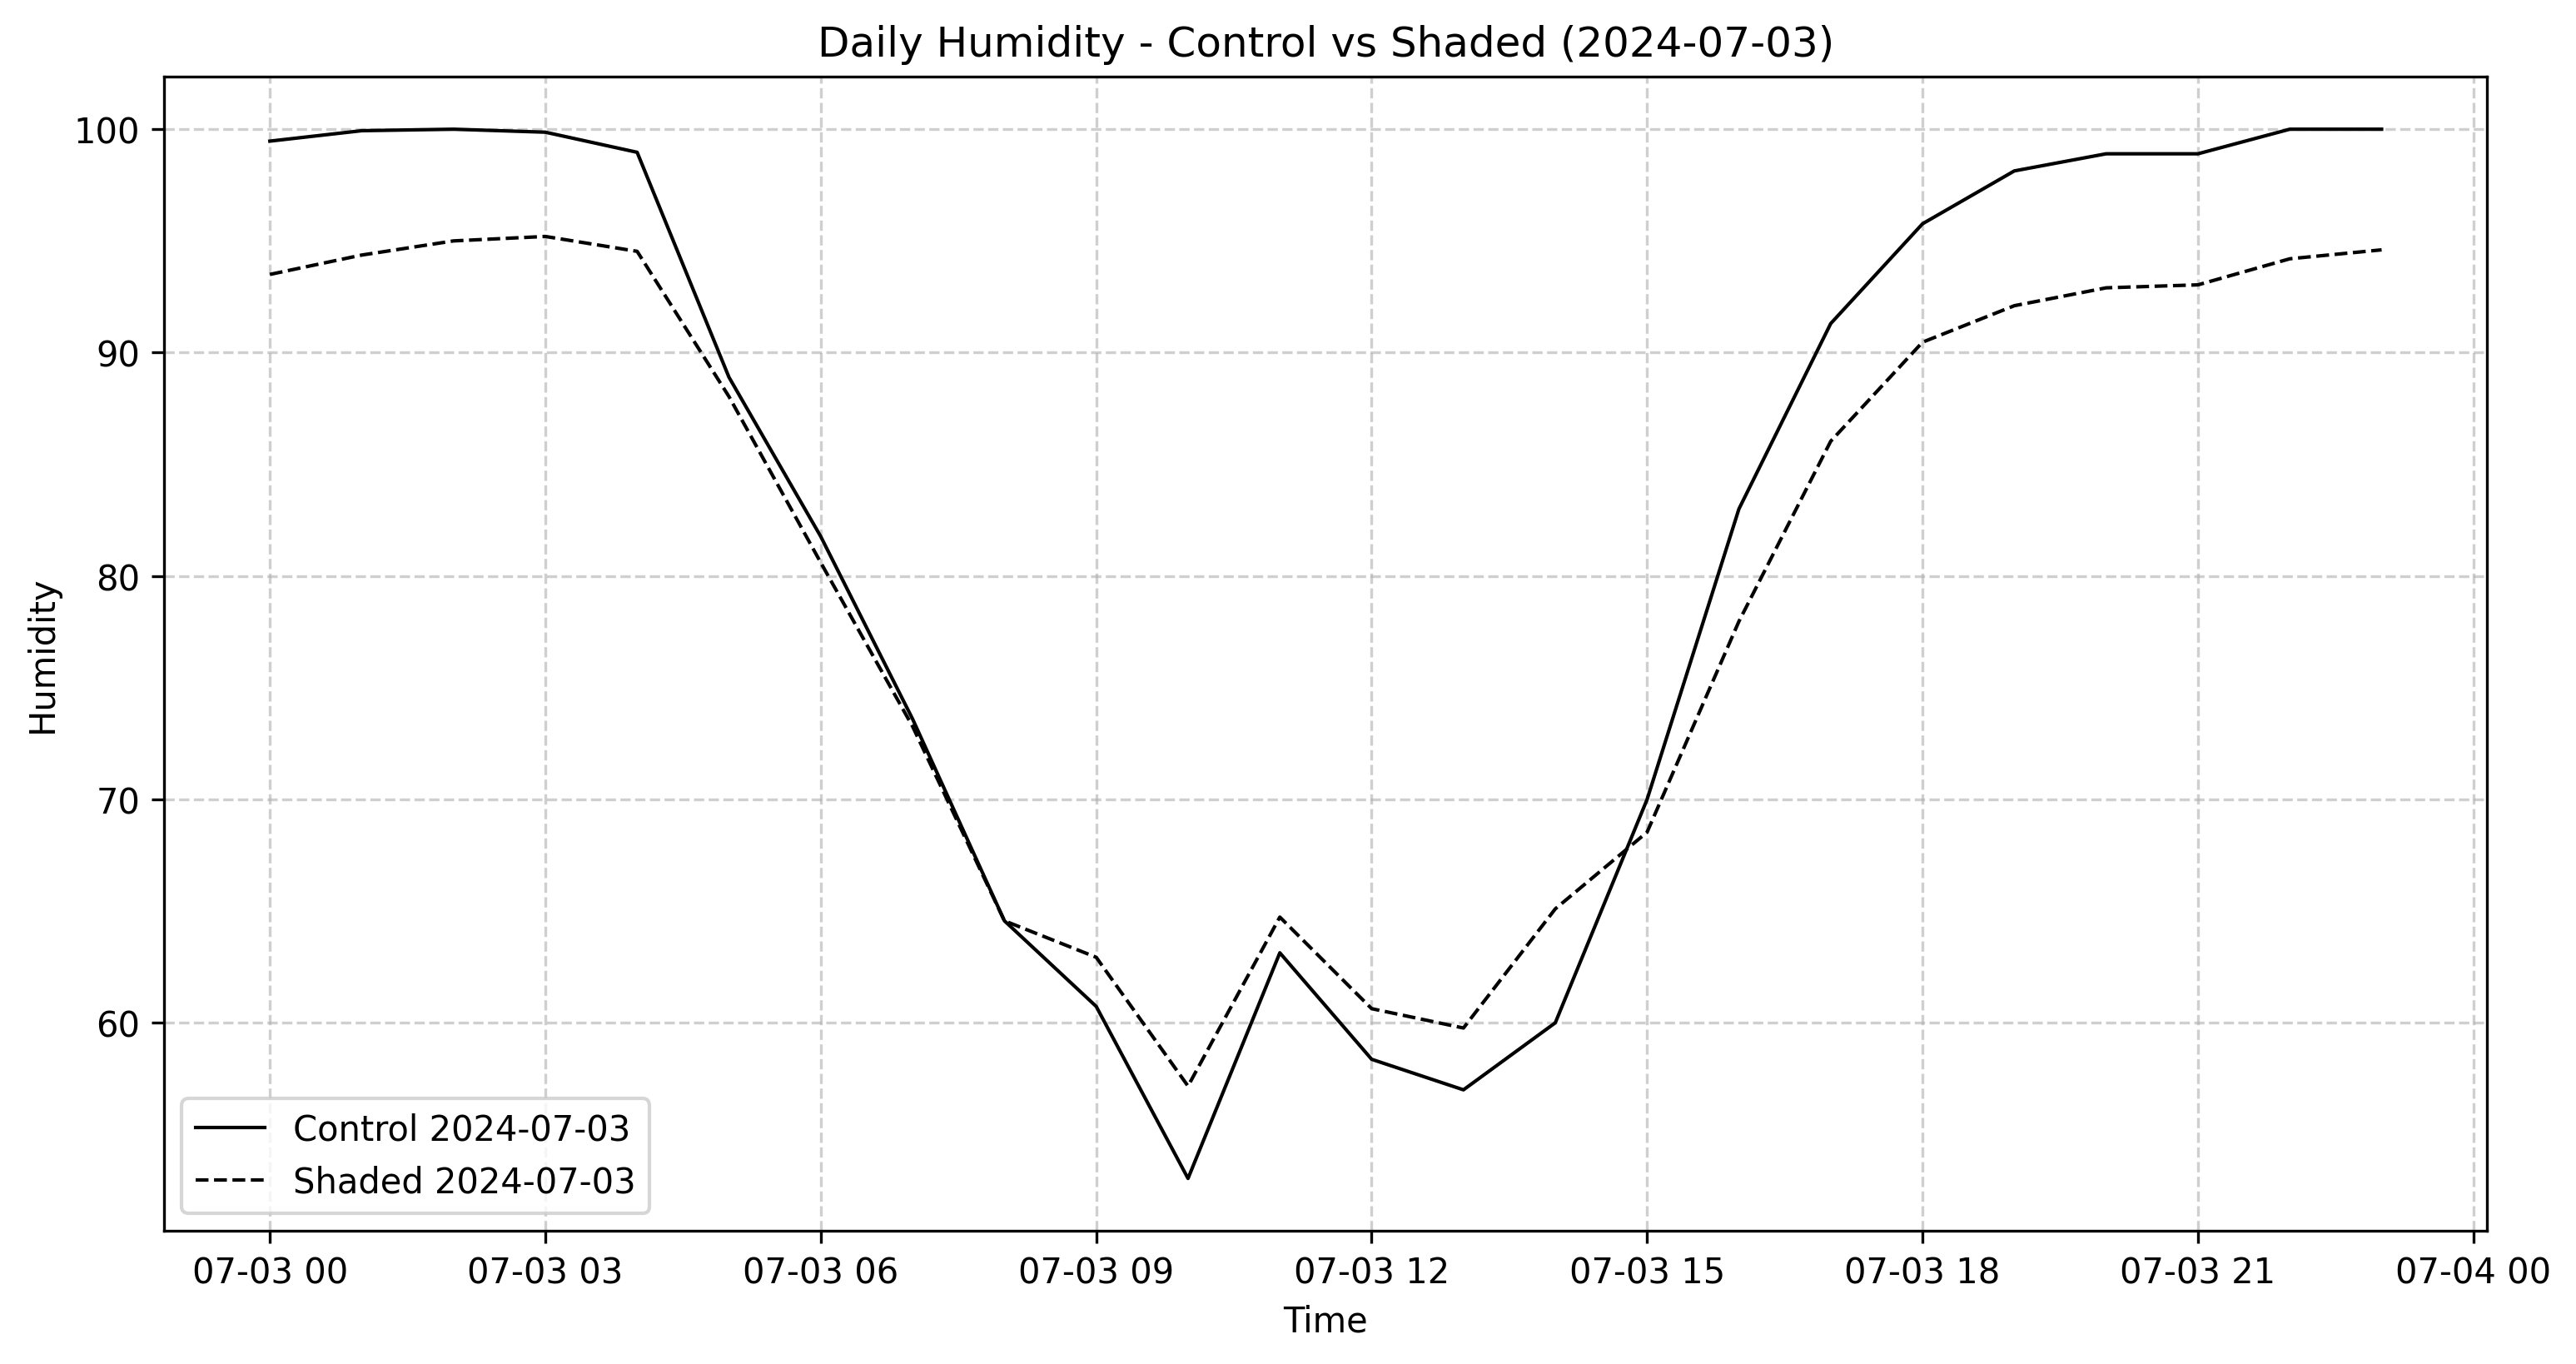 Daily Humidity - Control vs Shaded (2024-07-03)
Humidity
100
90
80
70
60
Control 2024-07-03
Shaded 2024-07-03
07-03 00 07-03 03 07-03 06 07-03 09 07-03 12 07-03 15 07-03 18 07-03 21 07-04 00
Time